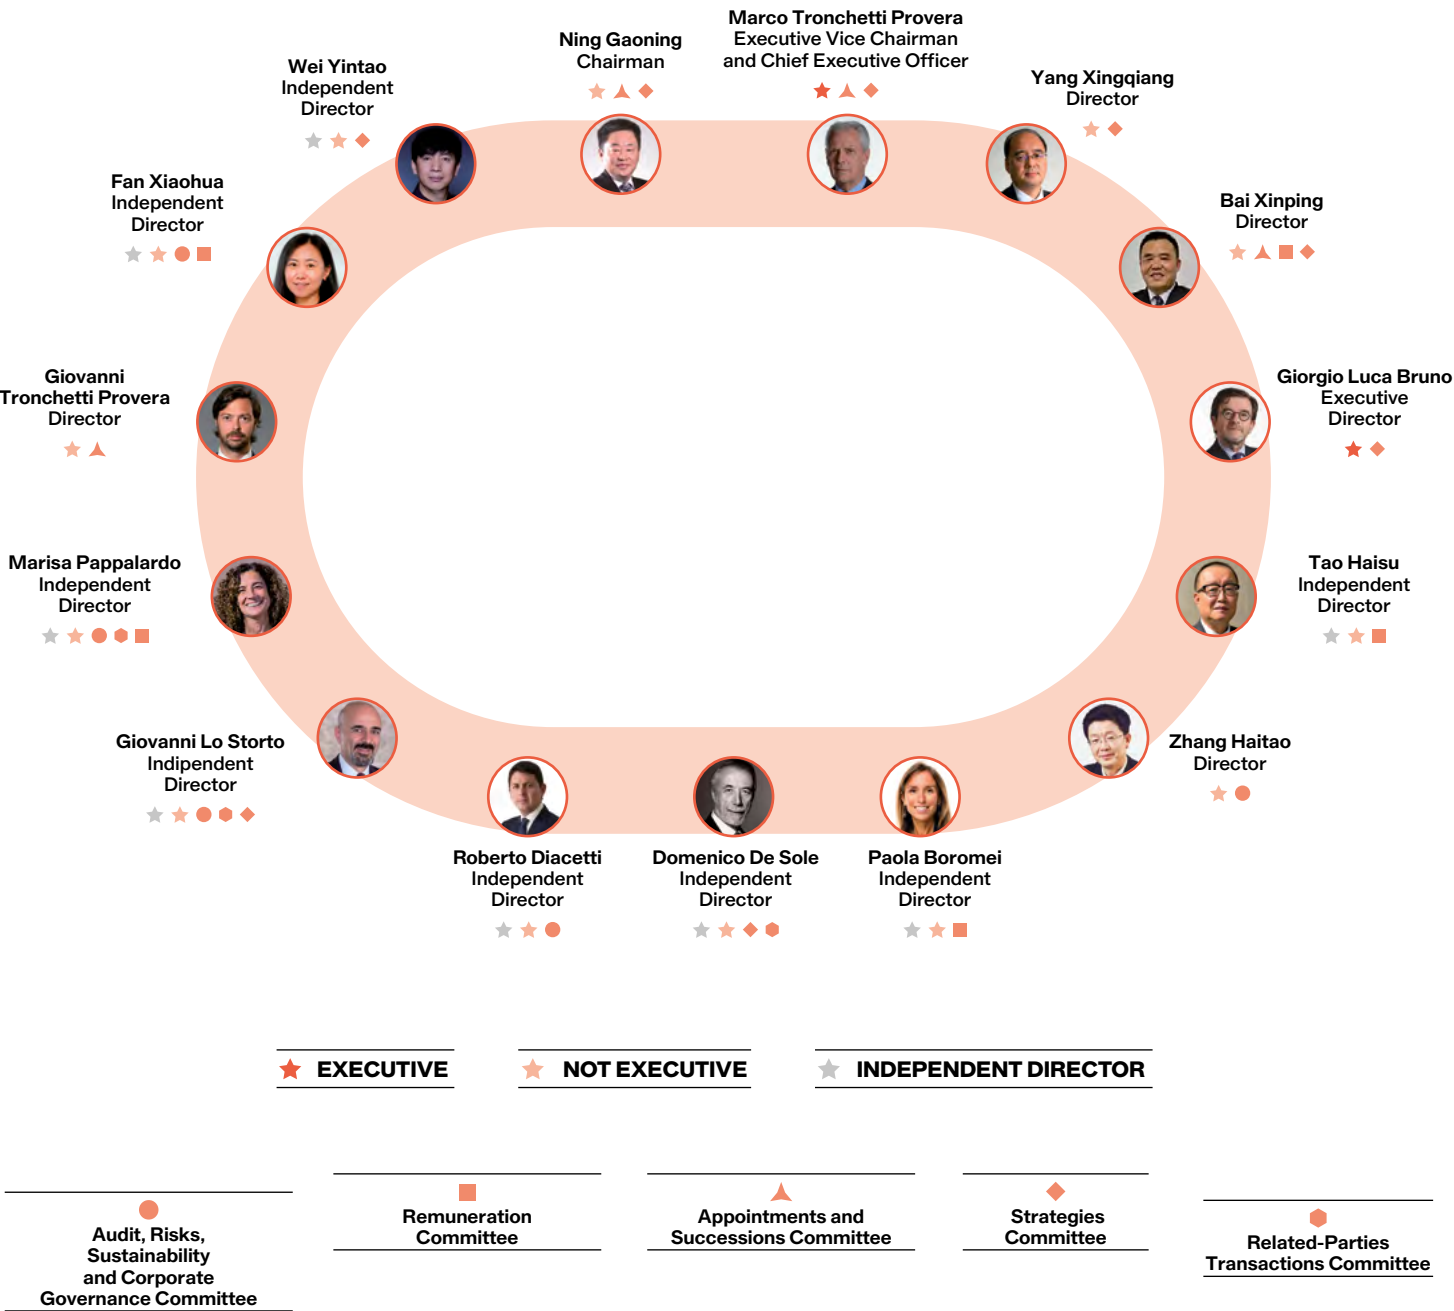 Marco Tronchetti Provera
Executive Vice Chairman
and Chief Executive Officer
Ning Gaoning
Chairman
Wei Yintao
Independent
Director
Yang Xingqiang
Director
Fan Xiaohua
Independent
Director
Bai Xinping
Director
Giovanni
Tronchetti Provera
Director
Giorgio Luca Bruno
Executive
Director
Marisa Pappalardo
Independent
Director
Tao Haisu
Independent
Director
Giovanni Lo Storto
Indipendent
Director
Zhang Haitao
Director
Roberto Diacetti
Independent
Director
Domenico De Sole
Independent
Director
Paola Boromei
Independent
Director
EXECUTIVE
NOT EXECUTIVE
INDEPENDENT DIRECTOR
Audit, Risks,
Sustainability
and Corporate
Governance Committee
Remuneration
Committee
Appointments and
Successions Committee
Strategies
Committee
Related-Parties
Transactions Committee